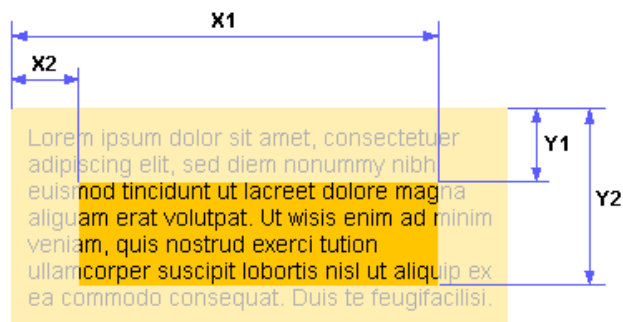 X1
X2
Lorem ipsum dolor sit amet, consectetuer
adipiscing elit, sed diem nonummy nibh
euismod tincidunt ut lacreet dolore magna
aliguam erat volutpat. Ut wisis enim ad minim
veniam, quis nostrud exerci tution
ullamcorper suscipit lobortis nisl ut aliquip ex
ea commodo consequat. Duis te feugifacilisi.
Y1
Y2